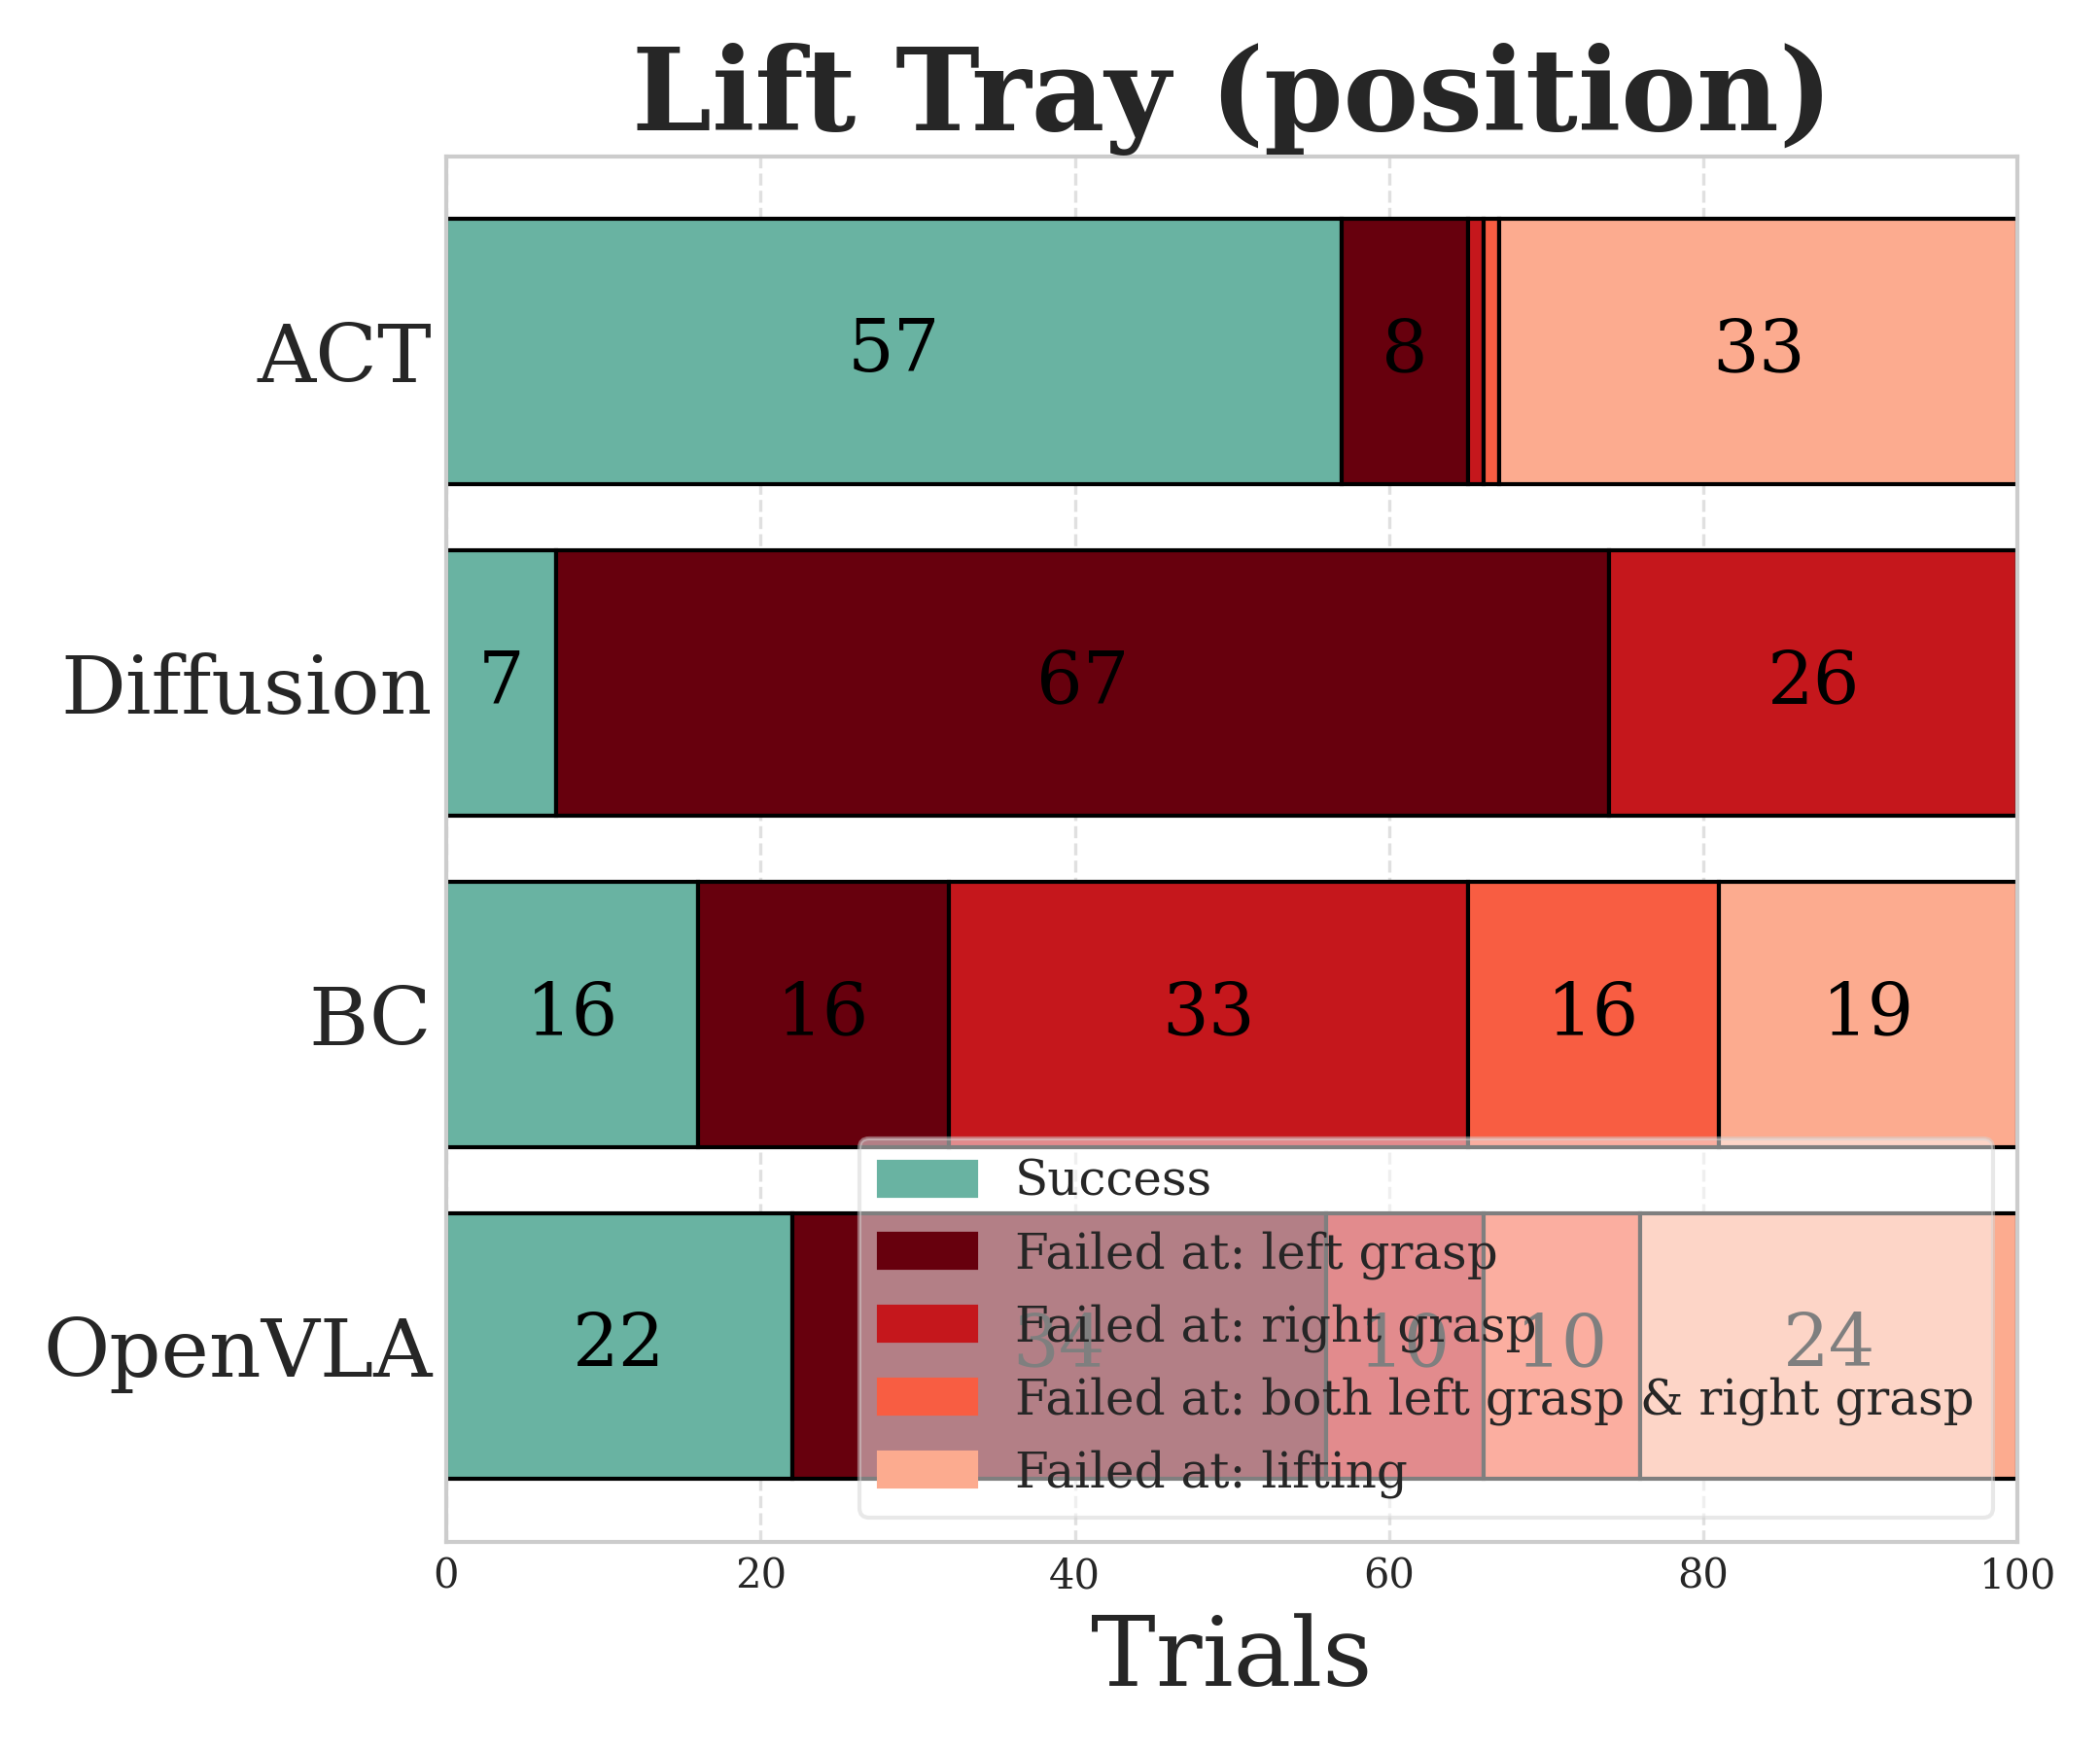 Lift Tray (position)
ACT
57
8
33
Diffusion
7
67
26
BC
16
16
33
16
19
OpenVLA
22
34
10
10
24
Success
Failed at: left grasp
Failed at: right grasp
Failed at: both left grasp & right grasp
Failed at: lifting
0 20 40 60 80 100
Trials